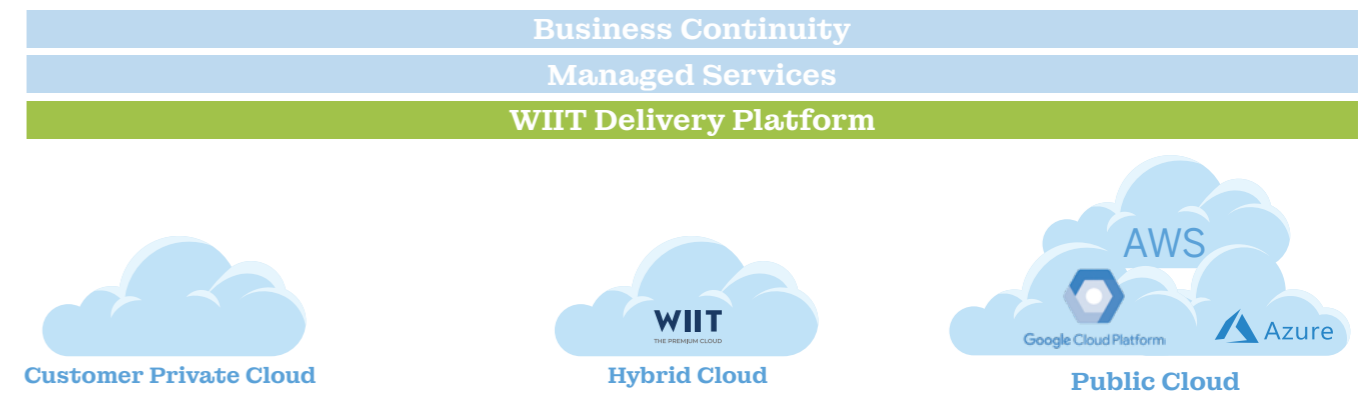 Business Continuity
Managed Services
WIIT Delivery Platform
AWS
WIIT
THE PREMIUM CLOUD
Google Cloud Platform
Azure
Customer Private Cloud
Hybrid Cloud
Public Cloud